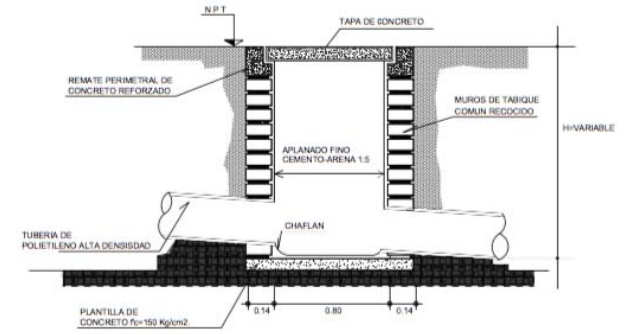 N P T
TAPA DE CONCRETO
REMATE PERIMETRAL DE
CONCRETO REFORZADO
MUROS DE TABIQUE
COMUN RECOCIDO
H=VARIABLE
APLANADO FINO
CEMENTO-ARENA 1:5
CHAFLAN
TUBERIA DE
POLIETILENO ALTA DENSISDAD
PLANTILLA DE
CONCRETO f'c=150 Kg/cm2.
0.14
0.80
0.14